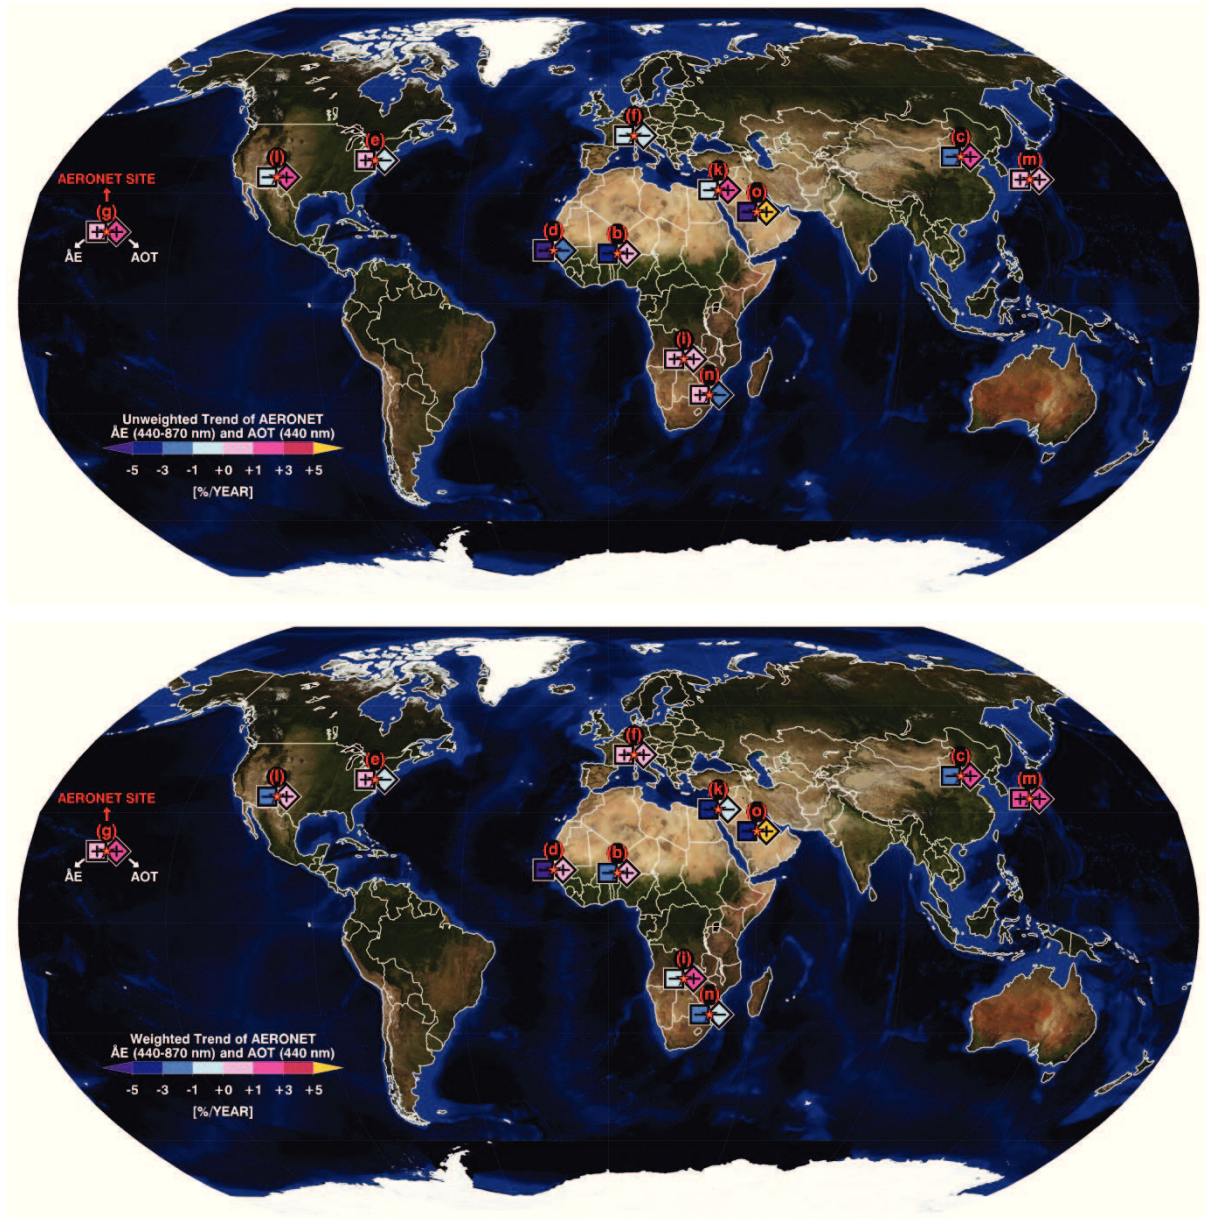 (f)
(e)
(c)
(l)
(m)
(k)
AERONET SITE
(o)
(g)
(d)
(b)
ÅE
AOT
(i)
(n)
Unweighted Trend of AERONET
ÅE (440-870 nm) and AOT (440 nm)
-5 -3 -1 +0 +1 +3 +5
[%/YEAR]
(f)
(e)
(c)
(l)
(m)
(k)
AERONET SITE
(o)
(g)
(d)
(b)
ÅE
AOT
(i)
(n)
Weighted Trend of AERONET
ÅE (440-870 nm) and AOT (440 nm)
-5 -3 -1 +0 +1 +3 +5
[%/YEAR]